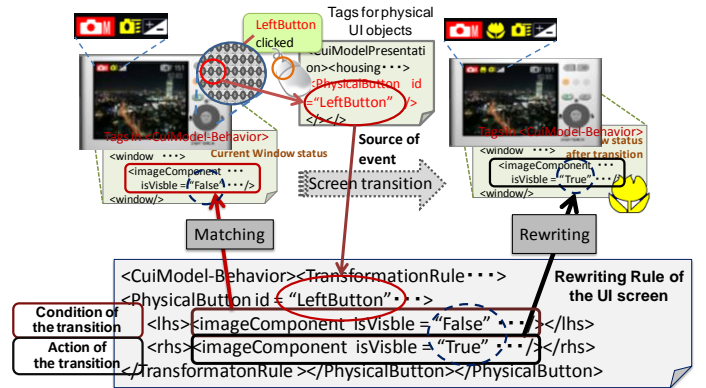 LeftButton
clicked
Tags for physical
UI objects
<CuiModelPresentati
on><housing･･･>
<PhysicalButton id
=“LeftButton” />
</></>
Tags in <CuiModel-Behavior>
Current Window status
<window ･･･>
<imageComponent ･･･
isVisble = “False” ･･･/>
<window/>
Source of
event
Screen transition
Tags in <CuiModel-Behavior>
status
after transition
<window ･･･>
<imageComponent ･･･
isVisble = “True” ･･･/>
<window/>
Matching
Rewriting
<CuiModel-Behavior><TransformationRule･･･>
<PhysicalButton id = “LeftButton”･･･>
Rewriting Rule of
the UI screen
Condition of
the transition
<lhs><imageComponent isVisble = “False” ･･･/></lhs>
Action of
the transition
<rhs><imageComponent isVisble = “True” ･･･/></rhs>
</TransformatonRule ></PhysicalButton></PhysicalButton>